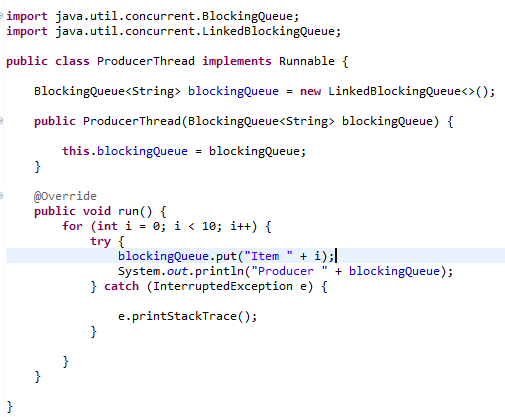 import java.util.concurrent.BlockingQueue;
import java.util.concurrent.LinkedBlockingQueue;
public class ProducerThread implements Runnable {
BlockingQueue<String> blockingQueue = new LinkedBlockingQueue<>();
public ProducerThread(BlockingQueue<String> blockingQueue) {
this.blockingQueue = blockingQueue;
}
@Override
public void run() {
for (int i = 0; i < 10; i++) {
try {
blockingQueue.put("Item " + i);
System.out.println("Producer " + blockingQueue);
} catch (InterruptedException e) {
e.printStackTrace();
}
}
}
}